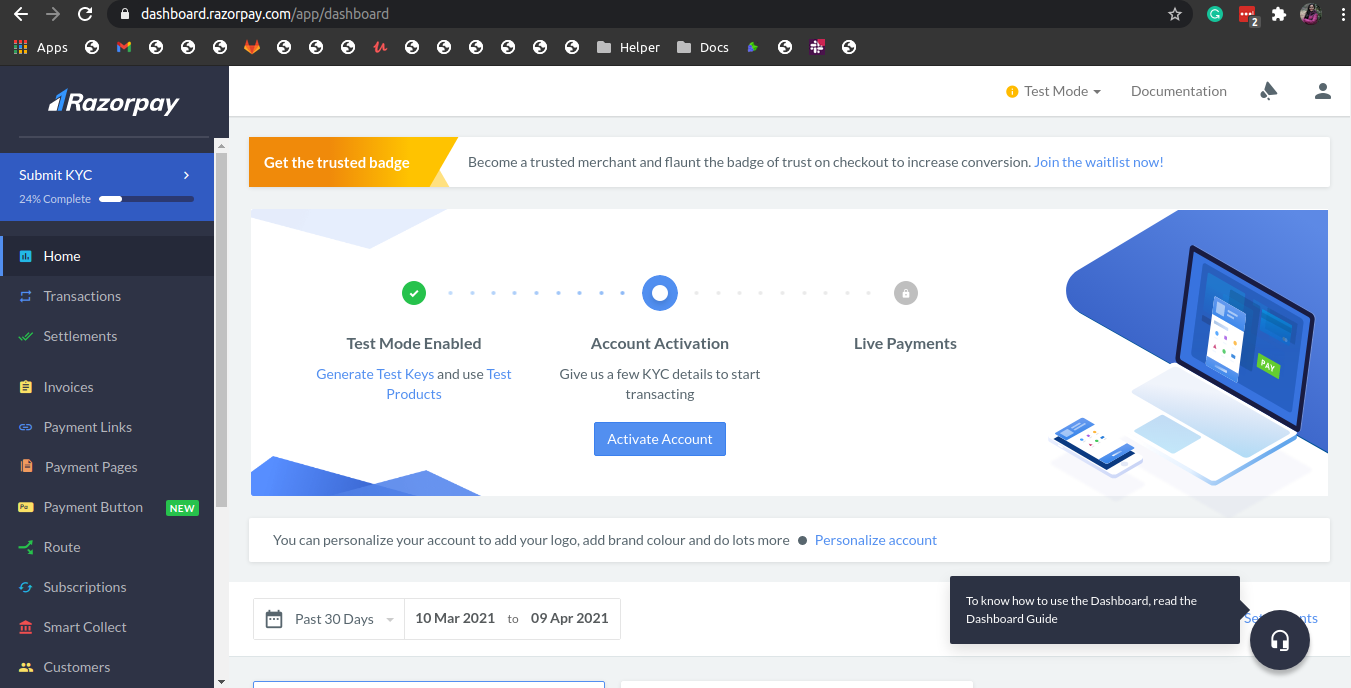 dashboard.razorpay.com/app/dashboard
2
Apps
Helper
Docs
Razorpay
Test Mode
Documentation
Submit KYC
24% Complete
Home
Transactions
Settlements
Invoices
Payment Links
Payment Pages
Payment Button NEW
Route
Subscriptions
Smart Collect
Customers
Get the trusted badge
Become a trusted merchant and flaunt the badge of trust on checkout to increase conversion. Join the waitlist now!
Test Mode Enabled
Generate Test Keys and use Test
Products
Account Activation
Give us a few KYC details to start
transacting
Activate Account
Live Payments
PAY
You can personalize your account to add your logo, add brand colour and do lots more ● Personalize account
Past 30 Days
10 Mar 2021 to 09 Apr 2021
To know how to use the Dashboard, read the
Dashboard Guide